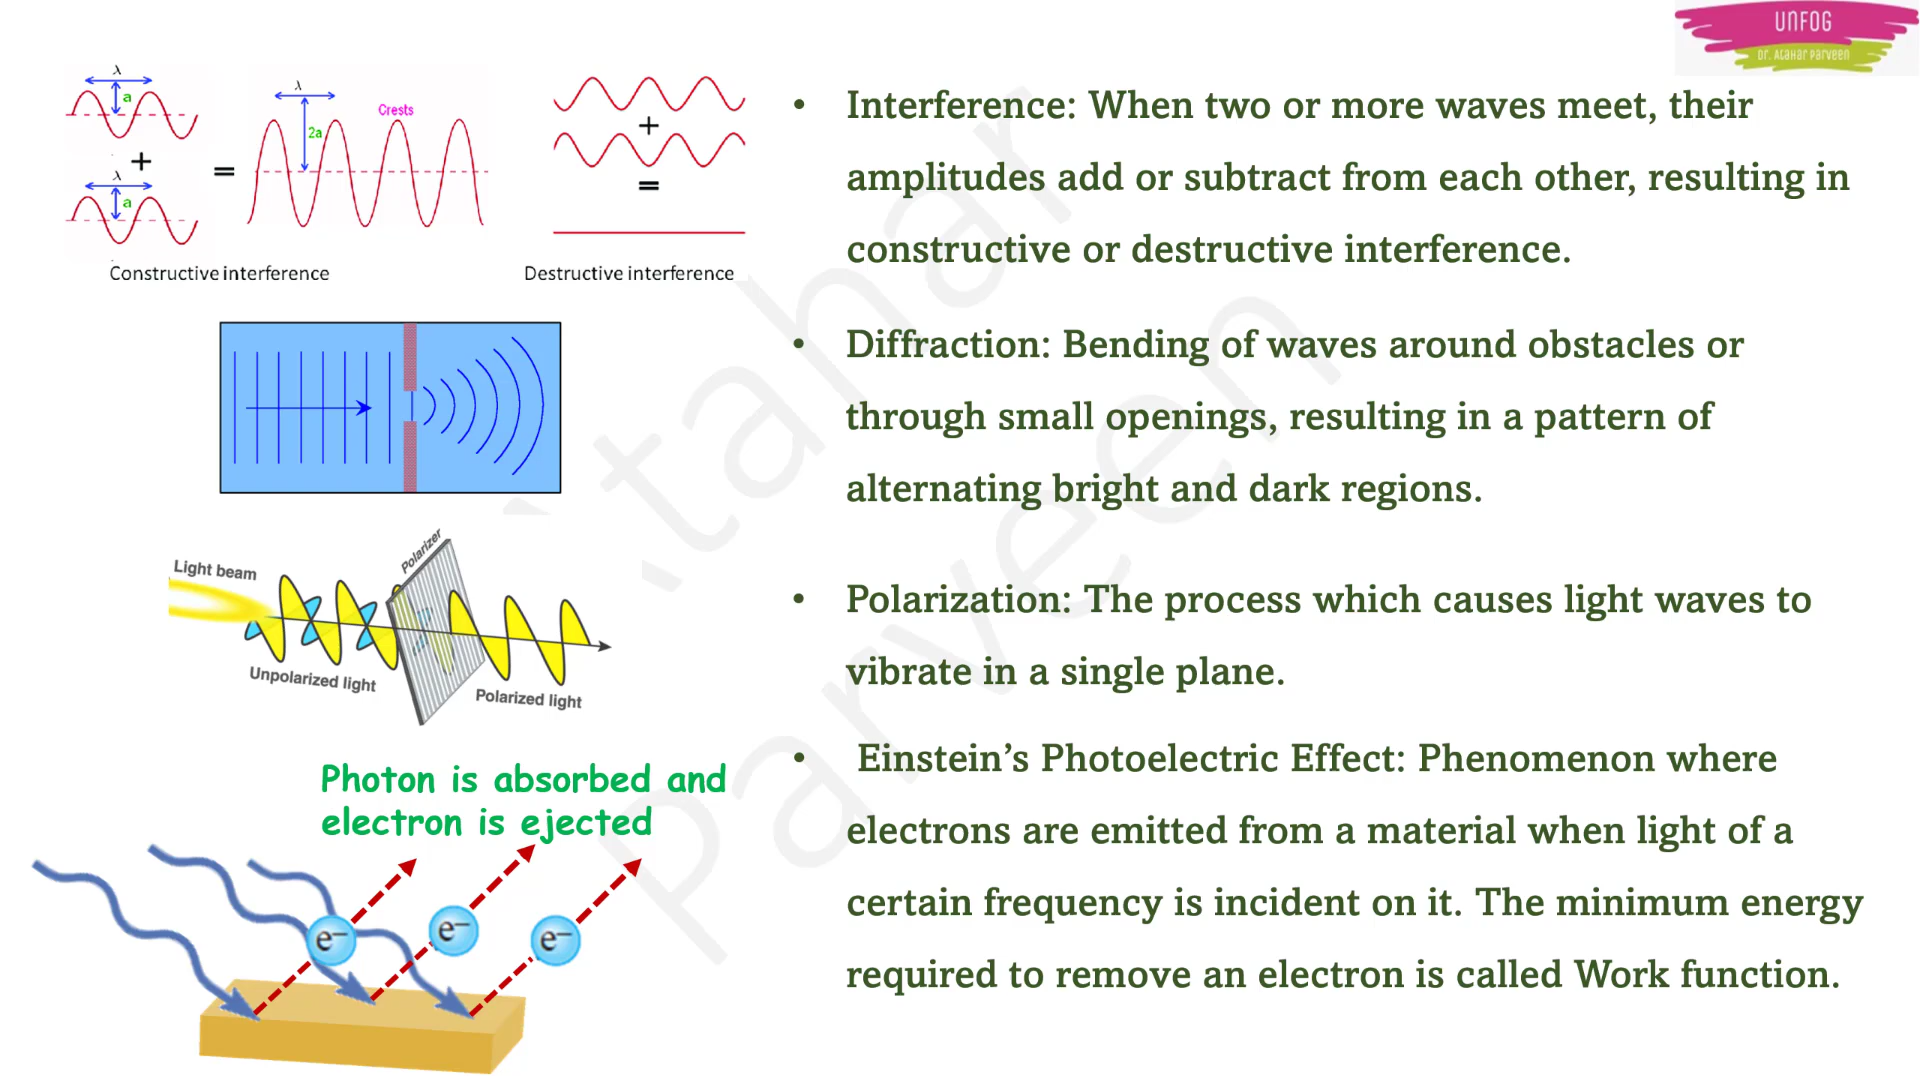 UNFOG
Dr. Atahar Parveen
λ
a
+
λ
a
=
λ
2a
Crests
Constructive interference
+
=
Destructive interference
• Interference: When two or more waves meet, their
amplitudes add or subtract from each other, resulting in
constructive or destructive interference.
• Diffraction: Bending of waves around obstacles or
through small openings, resulting in a pattern of
alternating bright and dark regions.
Light beam
Polarizer
Unpolarized light
Polarized light
• Polarization: The process which causes light waves to
vibrate in a single plane.
Photon is absorbed and
electron is ejected
e−
e−
e−
• Einstein’s Photoelectric Effect: Phenomenon where
electrons are emitted from a material when light of a
certain frequency is incident on it. The minimum energy
required to remove an electron is called Work function.
Atahar
Parveen